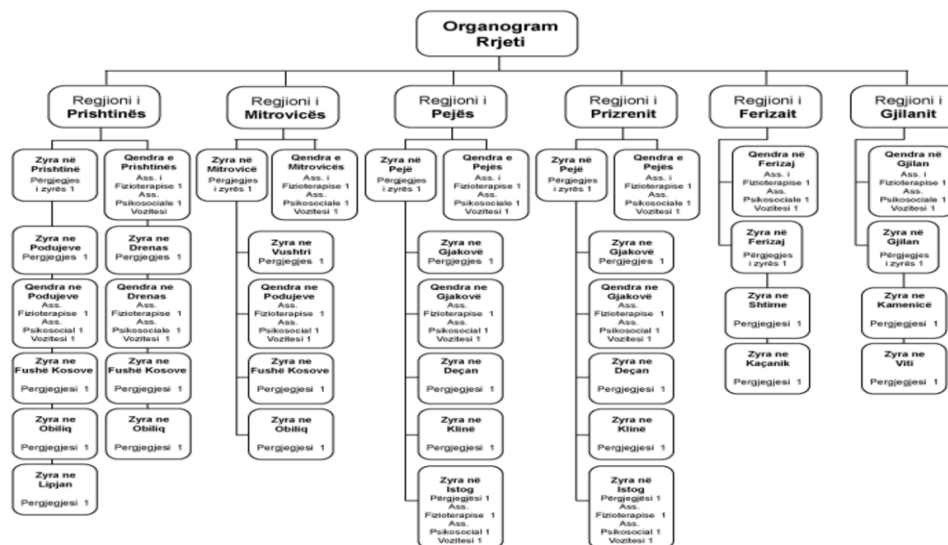 Organogram
Rrjeti
Regjioni i
Prishtinës
Regjioni i
Mitrovicës
Regjioni i
Pejës
Regjioni i
Prizrenit
Regjioni i
Ferizait
Regjioni i
Gjilanit
Zyra në
Prishtinë
Përgjegjes
i zyrës 1
Qendra e
Prishtinës
Ass. i
Fizioterapise 1
Ass.
Psikosociale 1
Vozitesi
Zyra ne
Podujeve
Pergjegjes 1
Zyra ne
Drenas
Pergjegjes 1
Qendra ne
Podujeve
Ass.
Fizioterapise 1
Ass.
Psikosocial 1
Vozitesi 1
Qendra ne
Drenas
Ass.
Fizioterapise 1
Ass.
Psikosociale 1
Vozitesi 1
Zyra ne
Fushë Kosove
Pergjegjesi 1
Zyra ne
Fushë Kosove
Pergjegjesi 1
Zyra ne
Obiliq
Pergjegjesi 1
Zyra ne
Obiliq
Pergjegjesi 1
Zyra ne
Lipjan
Pergjegjesi 1
Zyra në
Mitrovicë
Përgjegjes
i zyrës 1
Qendra e
Mitrovicës
Ass. i
Fizioterapise 1
Ass.
Psikosociale 1
Vozitesi 1
Zyra ne
Vushtri
Pergjegjes 1
Qendra ne
Podujeve
Ass.
Fizioterapise 1
Ass.
Psikosocial 1
Vozitesi 1
Zyra ne
Fushë Kosove
Pergjegjesi 1
Zyra ne
Obiliq
Pergjegjesi 1
Zyra në
Pejë
Përgjegjes
i zyrës 1
Qendra e
Pejës
Ass. i
Fizioterapise 1
Ass.
Psikosociale 1
Vozitesi 1
Zyra ne
Gjakovë
Pergjegjes 1
Qendra ne
Gjakovë
Ass.
Fizioterapise 1
Ass.
Psikosocial 1
Vozitesi 1
Zyra ne
Deçan
Pergjegjesi 1
Zyra ne
Klinë
Pergjegjesi 1
Zyra në
Istog
Përgjegjësi 1
Ass.
Fizioterapise 1
Ass.
Psikosocial 1
Vozitesi 1
Zyra në
Pejë
Përgjegjes
i zyrës 1
Qendra e
Pejës
Ass. i
Fizioterapise 1
Ass.
Psikosociale 1
Vozitesi 1
Zyra ne
Gjakovë
Pergjegjes 1
Qendra ne
Gjakovë
Ass.
Fizioterapise 1
Ass.
Psikosocial 1
Vozitesi 1
Zyra ne
Deçan
Pergjegjesi 1
Zyra ne
Klinë
Pergjegjesi 1
Zyra në
Istog
Përgjegjësi 1
Ass.
Fizioterapise 1
Ass.
Psikosocial 1
Vozitesi 1
Qendra në
Ferizaj
Ass. i
Fizioterapise 1
Ass.
Psikosociale 1
Vozitesi 1
Zyra në
Ferizaj
Përgjegjes
i zyrës 1
Zyra ne
Shtime
Pergjegjesi 1
Zyra ne
Kaçanik
Pergjegjesi 1
Qendra në
Gjilan
Ass. i
Fizioterapise 1
Ass.
Psikosociale 1
Vozitesi 1
Zyra në
Gjilan
Përgjegjes
i zyrës 1
Zyra ne
Kamenicë
Pergjegjesi 1
Zyra ne
Viti
Pergjegjesi 1